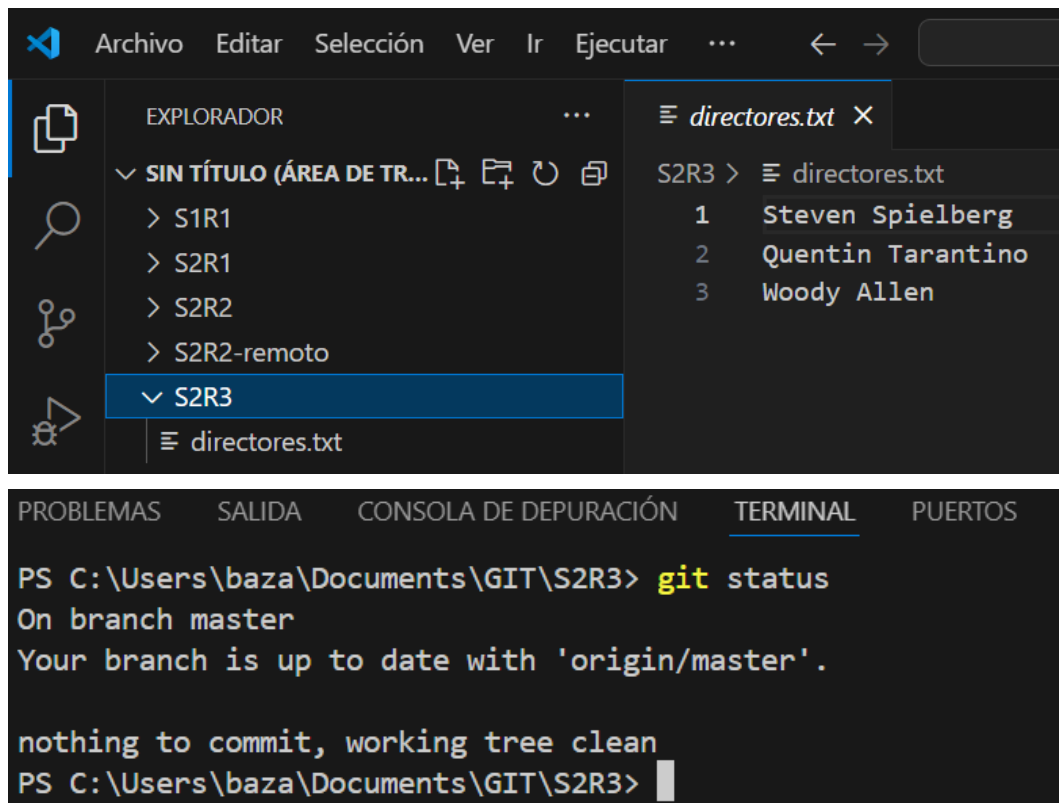 Archivo Editar Selección Ver Ir Ejecutar ···
EXPLORADOR ···
SIN TÍTULO (ÁREA DE TR...
S1R1
S2R1
S2R2
S2R2-remoto
S2R3
directores.txt
directores.txt
S2R3 > directores.txt
1 Steven Spielberg
2 Quentin Tarantino
3 Woody Allen
PROBLEMAS SALIDA CONSOLA DE DEPURACIÓN TERMINAL PUERTOS
PS C:\Users\baza\Documents\GIT\S2R3> git status
On branch master
Your branch is up to date with 'origin/master'.
nothing to commit, working tree clean
PS C:\Users\baza\Documents\GIT\S2R3>